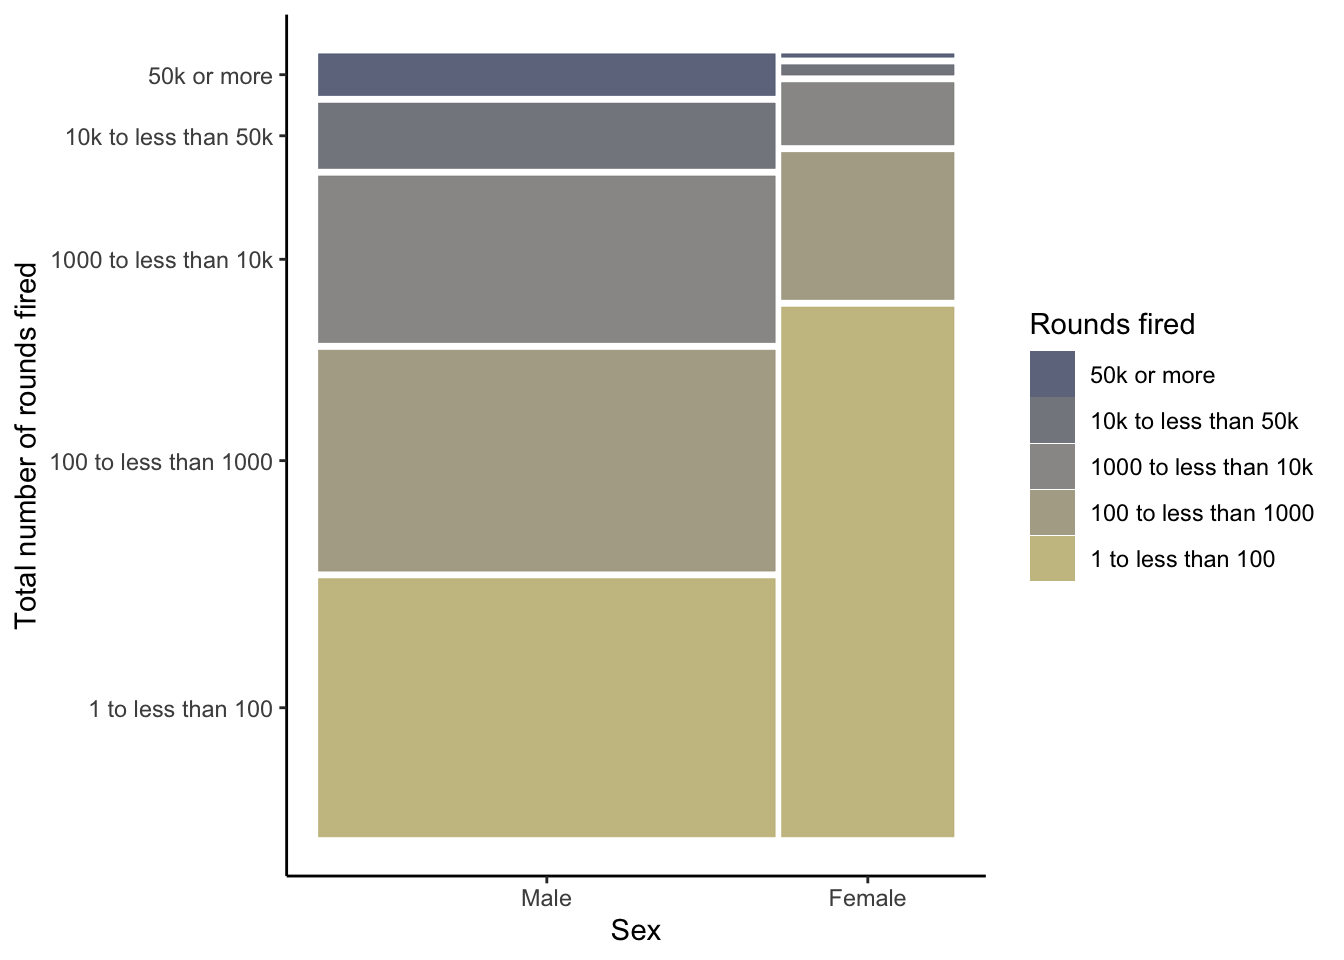 50k or more
10k to less than 50k
1000 to less than 10k
100 to less than 1000
1 to less than 100
Total number of rounds fired
Male
Female
Sex
Rounds fired
50k or more
10k to less than 50k
1000 to less than 10k
100 to less than 1000
1 to less than 100